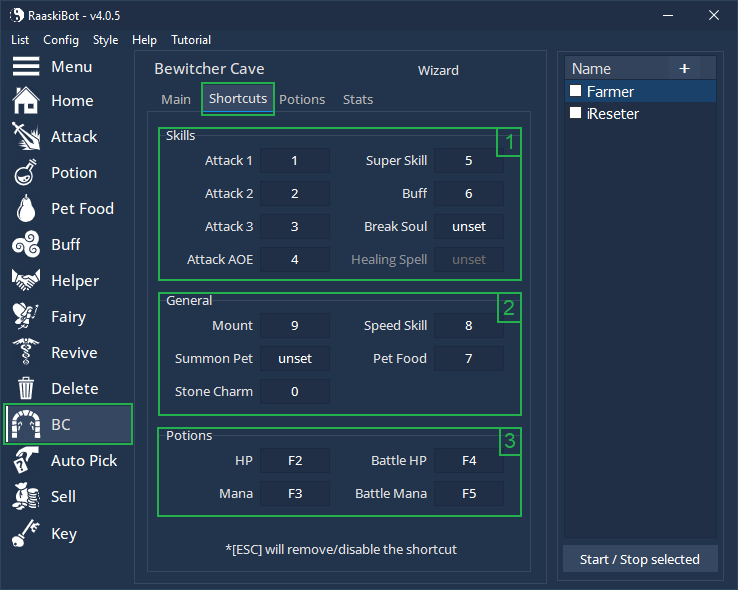 RaaskiBot - v4.0.5
List Config Style Help Tutorial
Menu
Home
Attack
Potion
Pet Food
Buff
Helper
Fairy
Revive
Delete
BC
Auto Pick
Sell
Key
Bewitcher Cave Wizard
Main Shortcuts Potions Stats
Skills 1
Attack 1 1 Super Skill 5
Attack 2 2 Buff 6
Attack 3 3 Break Soul unset
Attack AOE 4 Healing Spell unset
General 2
Mount 9 Speed Skill 8
Summon Pet unset Pet Food 7
Stone Charm 0
Potions 3
HP F2 Battle HP F4
Mana F3 Battle Mana F5
*[ESC] will remove/disable the shortcut
Name +
Farmer
iReseter
Start / Stop selected